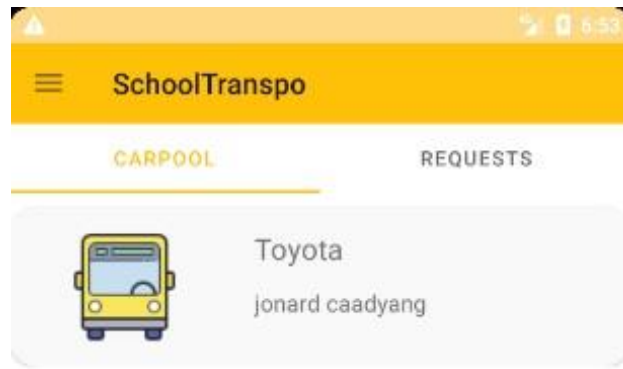 6:53
SchoolTranspo
CARPOOL
REQUESTS
Toyota
jonard caadyang